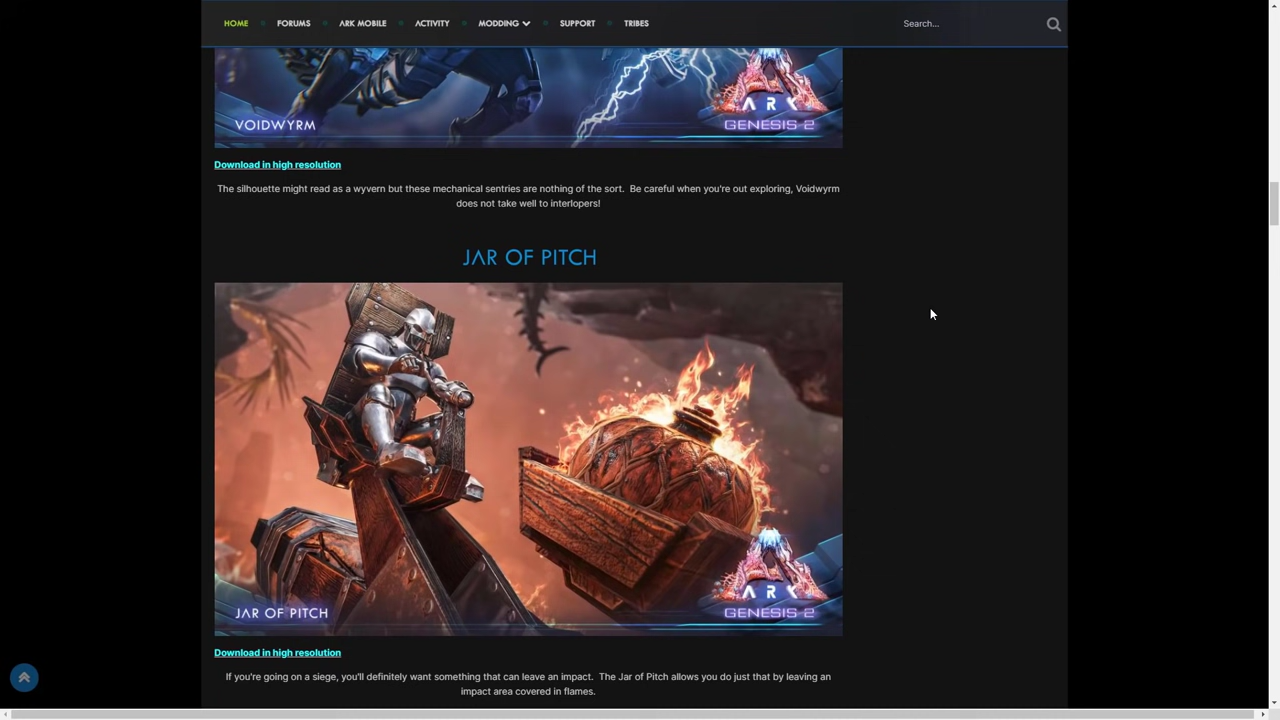 HOME FORUMS ARK MOBILE ACTIVITY MODDING SUPPORT TRIBES Search...
VOIDWYRM
ARK
GENESIS 2
Download in high resolution
The silhouette might read as a wyvern but these mechanical sentries are nothing of the sort.  Be careful when you're out exploring, Voidwyrm
does not take well to interlopers!
JAR OF PITCH
ARK
JAR OF PITCH
GENESIS 2
Download in high resolution
If you're going on a siege, you'll definitely want something that can leave an impact.  The Jar of Pitch allows you do just that by leaving an
impact area covered in flames.